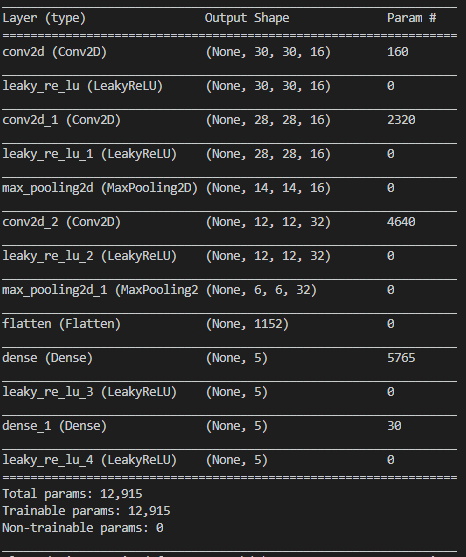 Layer (type) Output Shape Param #
=================================================================
conv2d (Conv2D) (None, 30, 30, 16) 160
leaky_re_lu (LeakyReLU) (None, 30, 30, 16) 0
conv2d_1 (Conv2D) (None, 28, 28, 16) 2320
leaky_re_lu_1 (LeakyReLU) (None, 28, 28, 16) 0
max_pooling2d (MaxPooling2D) (None, 14, 14, 16) 0
conv2d_2 (Conv2D) (None, 12, 12, 32) 4640
leaky_re_lu_2 (LeakyReLU) (None, 12, 12, 32) 0
max_pooling2d_1 (MaxPooling2 (None, 6, 6, 32) 0
flatten (Flatten) (None, 1152) 0
dense (Dense) (None, 5) 5765
leaky_re_lu_3 (LeakyReLU) (None, 5) 0
dense_1 (Dense) (None, 5) 30
leaky_re_lu_4 (LeakyReLU) (None, 5) 0
=================================================================
Total params: 12,915
Trainable params: 12,915
Non-trainable params: 0